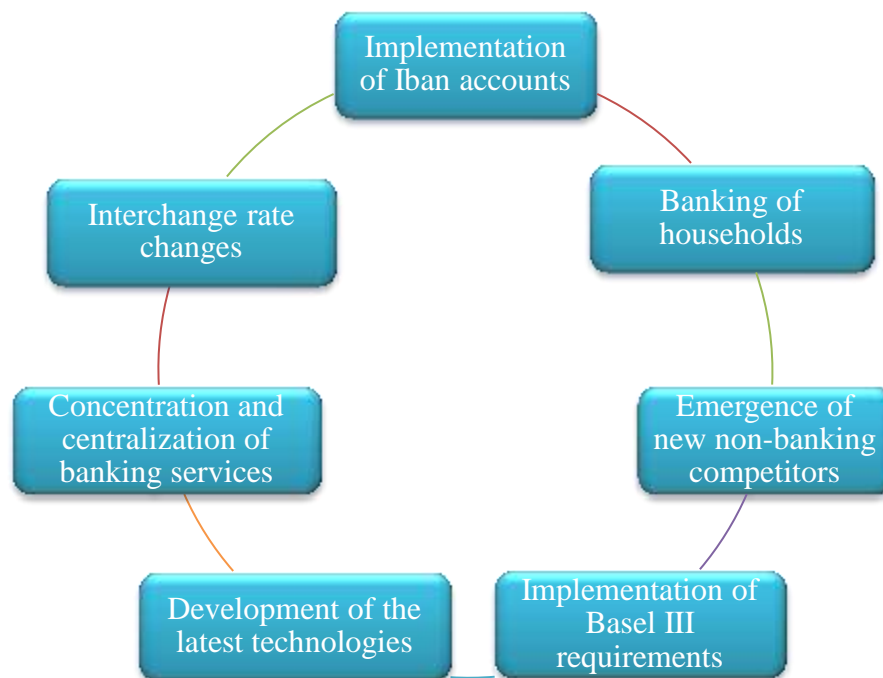 Implementation
of Iban accounts
Banking of
households
Emergence of
new non-banking
competitors
Implementation of
Basel III
requirements
Development of the
latest technologies
Concentration and
centralization of
banking services
Interchange rate
changes